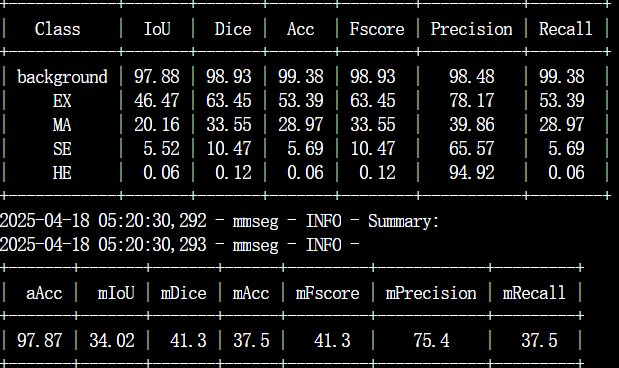 Class IoU Dice Acc Fscore Precision Recall
background 97.88 98.93 99.38 98.93 98.48 99.38
EX 46.47 63.45 53.39 63.45 78.17 53.39
MA 20.16 33.55 28.97 33.55 39.86 28.97
SE 5.52 10.47 5.69 10.47 65.57 5.69
HE 0.06 0.12 0.06 0.12 94.92 0.06
2025-04-18 05:20:30,292 - mmseg - INFO - Summary:
2025-04-18 05:20:30,293 - mmseg - INFO -
aAcc mIoU mDice mAcc mFscore mPrecision mRecall
97.87 34.02 41.3 37.5 41.3 75.4 37.5